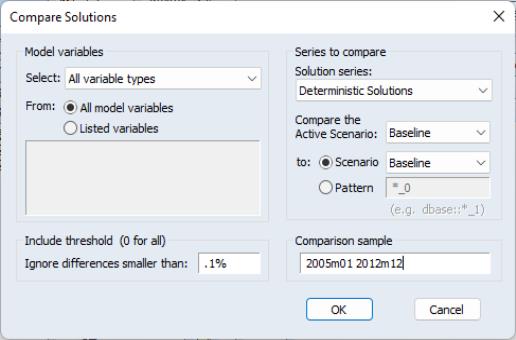 Compare Solutions
Model variables
Select: All variable types
From: All model variables
Listed variables
Include threshold (0 for all)
Ignore differences smaller than: .1%
Series to compare
Solution series:
Deterministic Solutions
Compare the
Active Scenario: Baseline
to: Scenario Baseline
Pattern *_0
(e.g. dbase::*_1)
Comparison sample
2005m01 2012m12
OK Cancel